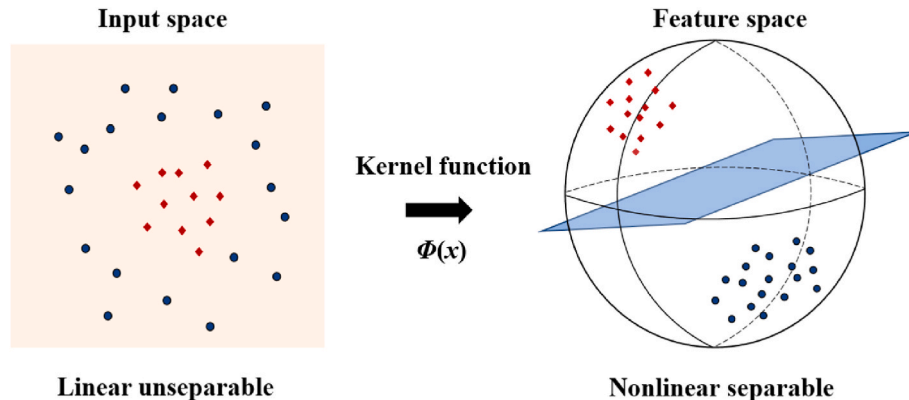 Input space
Feature space
Kernel function
Φ(x)
Linear unseparable
Nonlinear separable